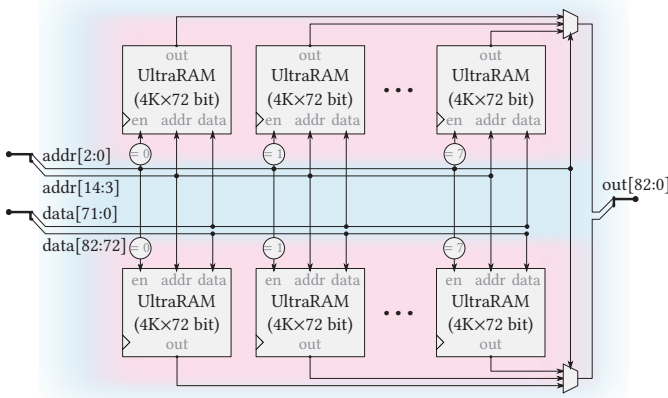 out out out
UltraRAM UltraRAM UltraRAM
(4K×72 bit) (4K×72 bit) ••• (4K×72 bit)
en addr data en addr data en addr data
addr[2:0] = 0 = 1 = 7
addr[14:3] out[82:0]
data[71:0]
data[82:72] = 0 = 1 = 7
en addr data en addr data en addr data
UltraRAM UltraRAM UltraRAM
(4K×72 bit) (4K×72 bit) ••• (4K×72 bit)
out out out